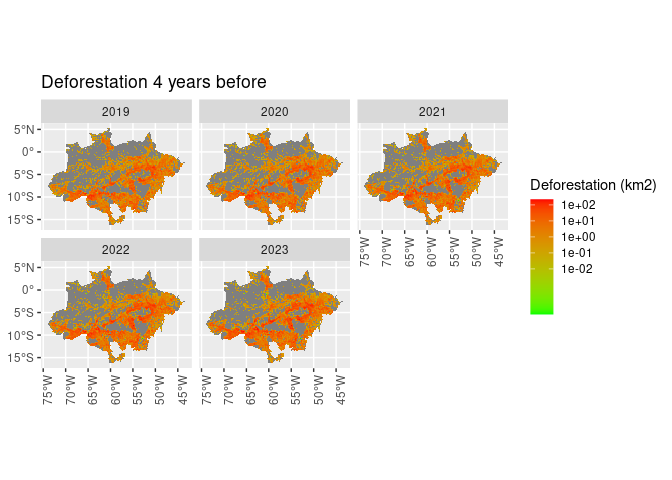 Deforestation 4 years before
2019 2020 2021
5°N
0°
5°S
10°S
15°S
2022 2023
5°N
0°
5°S
10°S
15°S
75°W 70°W 65°W 60°W 55°W 50°W 45°W
75°W 70°W 65°W 60°W 55°W 50°W 45°W
75°W 70°W 65°W 60°W 55°W 50°W 45°W
Deforestation (km2)
1e+02
1e+01
1e+00
1e-01
1e-02